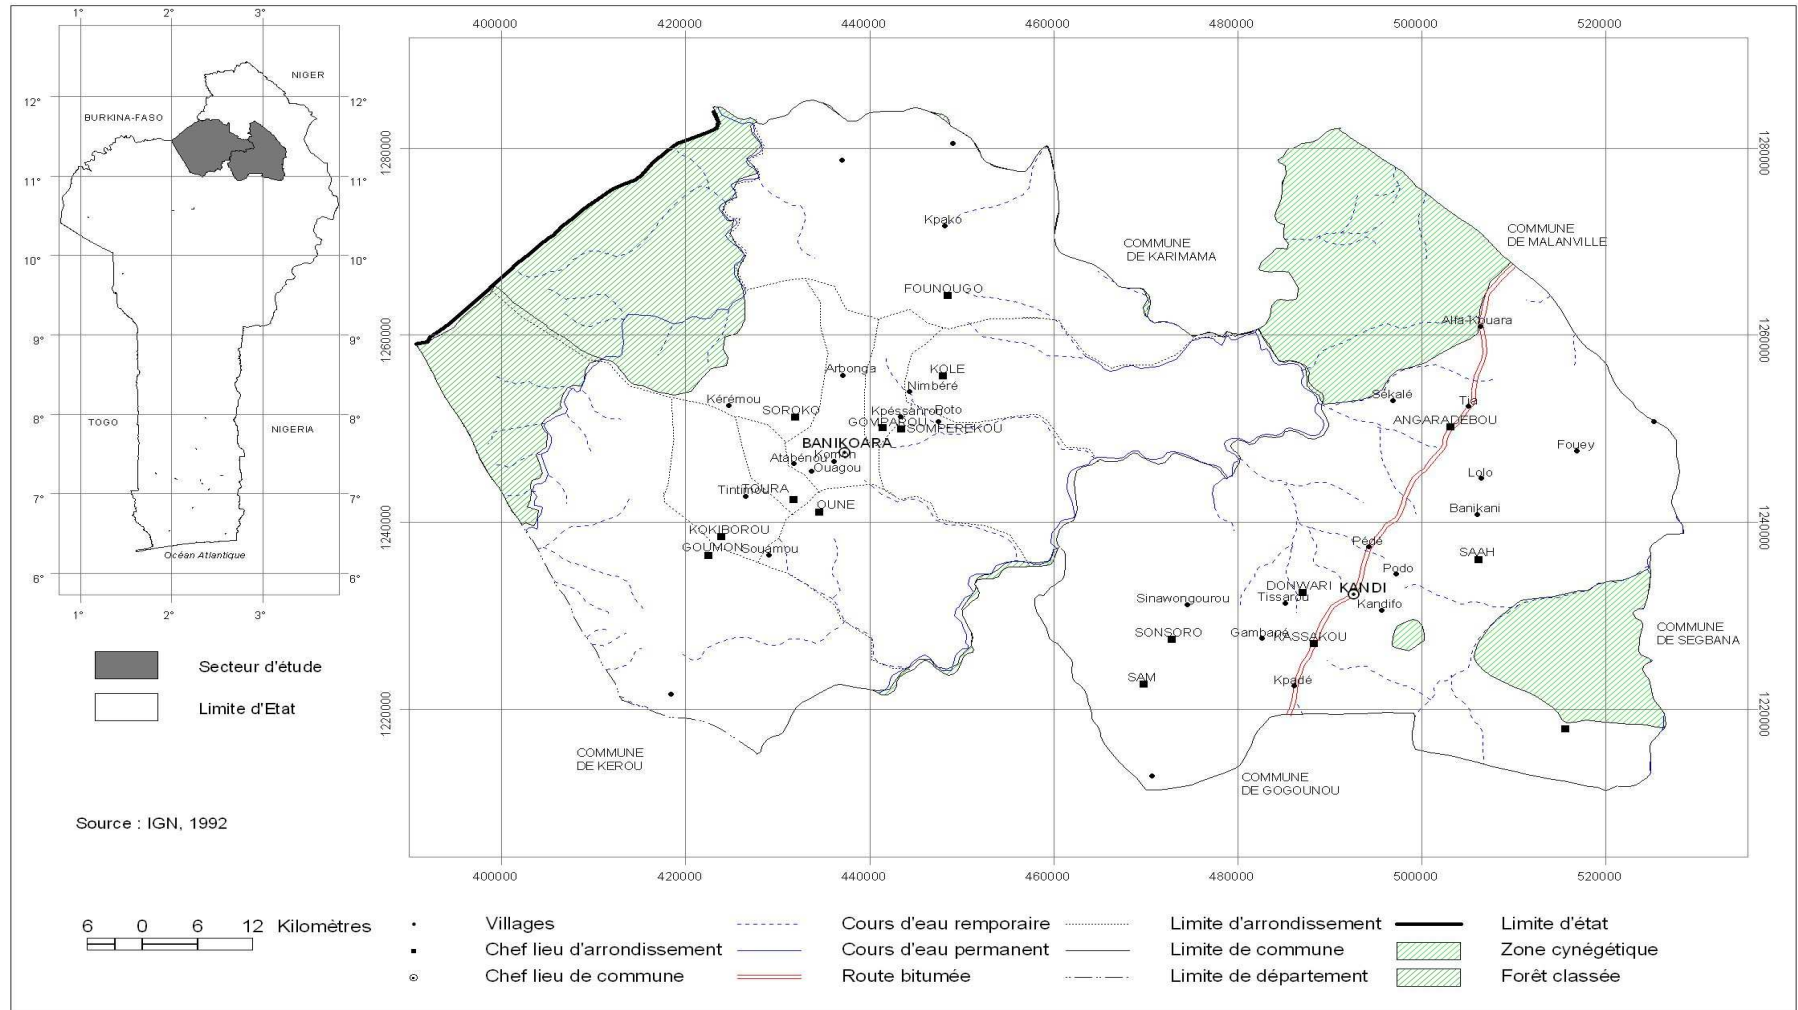 1° 2° 3°
NIGER
12° 12°
BURKINA-FASO
11° 11°
10° 10°
9° 9°
8° 8°
TOGO
NIGERIA
7° 7°
Océan Atlantique
6° 6°
1° 2° 3°
Secteur d'étude
Limite d'Etat
Source : IGN, 1992
400000 420000 440000 460000 480000 500000 520000
1280000 1280000
Kpako
COMMUNE
DE KARIMAMA
COMMUNE
DE MALANVILLE
FOUNOUGO
Alfa-Kouara
1260000 1260000
Arbonga
KOLE
Nimbéré
Kérémou
SOROKO
Kpéssanrou
Poto
Sékalé
Tia
GOMPAROU
SOMPEREKOU
ANGARADEBOU
BANIKOARA
Komon
Fouey
Atabénou
Ouagou
Lolo
Tintimou
TOURA
OUNE
Banikani
1240000 1240000
KOKIBOROU
GOUMON
Souamou
Pédé
SAAH
Podo
DONWARI
KANDI
Sinawongourou
Tissarou
Kandifo
SONSORO
Gambané
KASSAKOU
COMMUNE
DE SEGBANA
SAM
Kpadé
1220000 1220000
COMMUNE
DE KEROU
COMMUNE
DE GOGOUNOU
400000 420000 440000 460000 480000 500000 520000
6 0 6 12 Kilomètres
Villages
Chef lieu d'arrondissement
Chef lieu de commune
Cours d'eau remporaire
Cours d'eau permanent
Route bitumée
Limite d'arrondissement
Limite de commune
Limite de département
Limite d'état
Zone cynégétique
Forêt classée